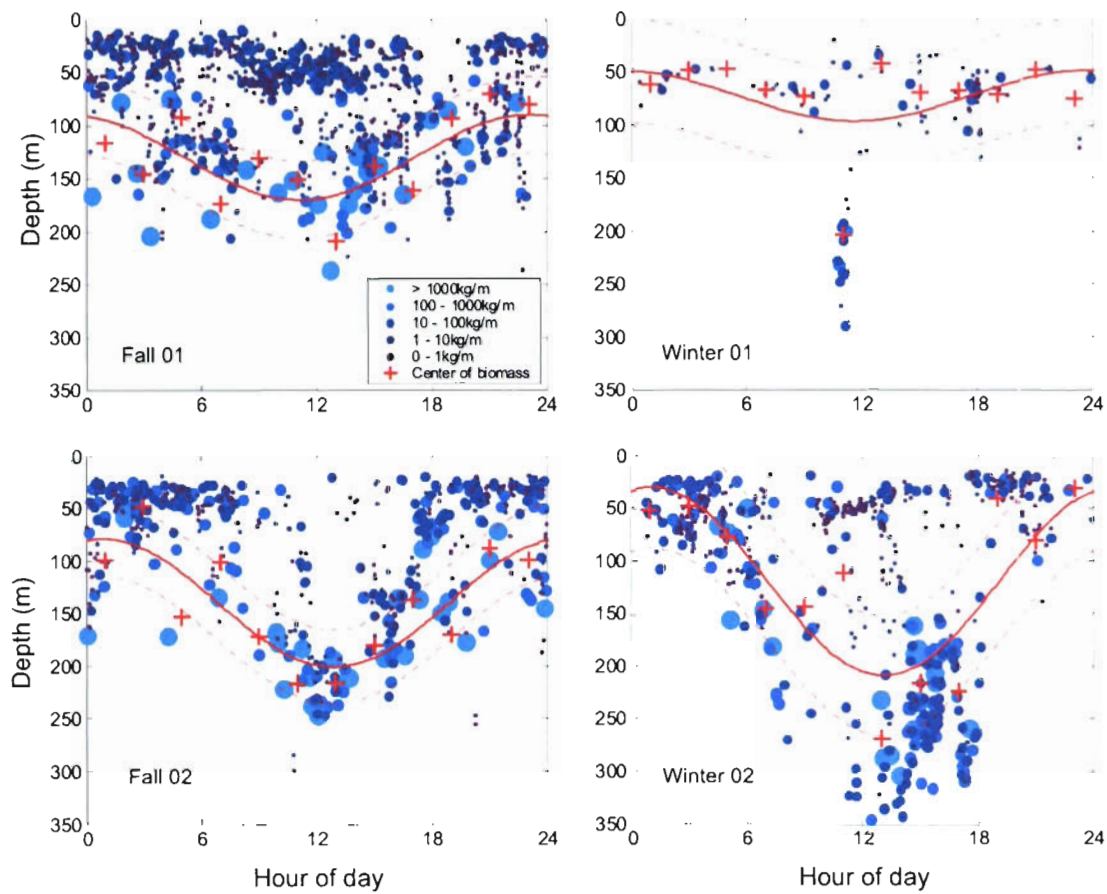 0
50
100
150
200
250
300
350
Depth (m)
> 1000kg/m
100 - 1000kg/m
10 - 100kg/m
1 - 10kg/m
0 - 1kg/m
Center of biomass
Fall 01
0 6 12 18 24
0
50
100
150
200
250
300
350
Winter 01
0 6 12 18 24
0
50
100
150
200
250
300
350
Depth (m)
Fall 02
0 6 12 18 24
Hour of day
0
50
100
150
200
250
300
350
Winter 02
0 6 12 18 24
Hour of day